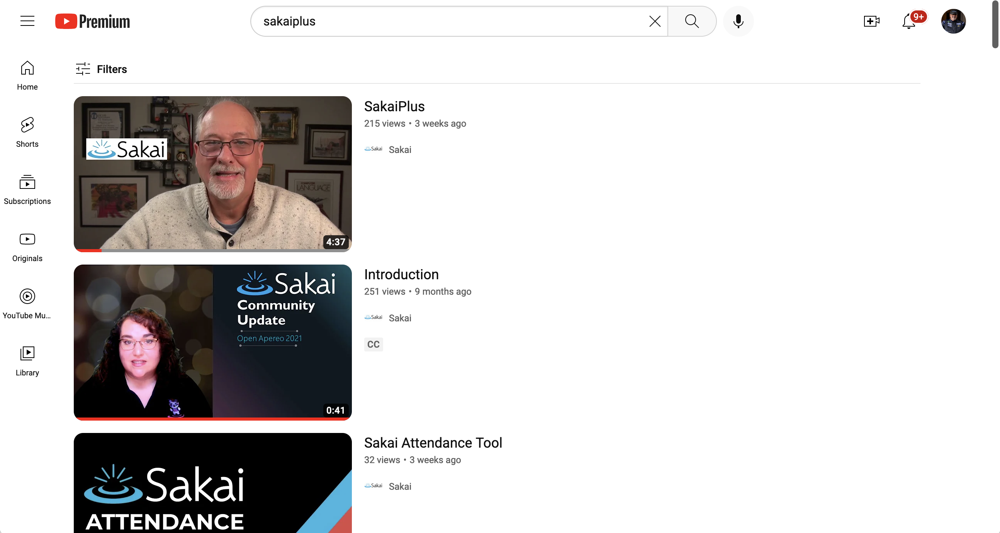 Premium
sakaiplus
9+
Home
Shorts
Subscriptions
Originals
YouTube Mu...
Library
Filters
Sakai
COMPUTER
LANGUAGE
4:37
SakaiPlus
215 views • 3 weeks ago
Sakai Sakai
Sakai
Community
Update
Open Apereo 2021
0:41
Introduction
251 views • 9 months ago
Sakai Sakai
CC
Sakai
ATTENDANCE
Sakai Attendance Tool
32 views • 3 weeks ago
Sakai Sakai